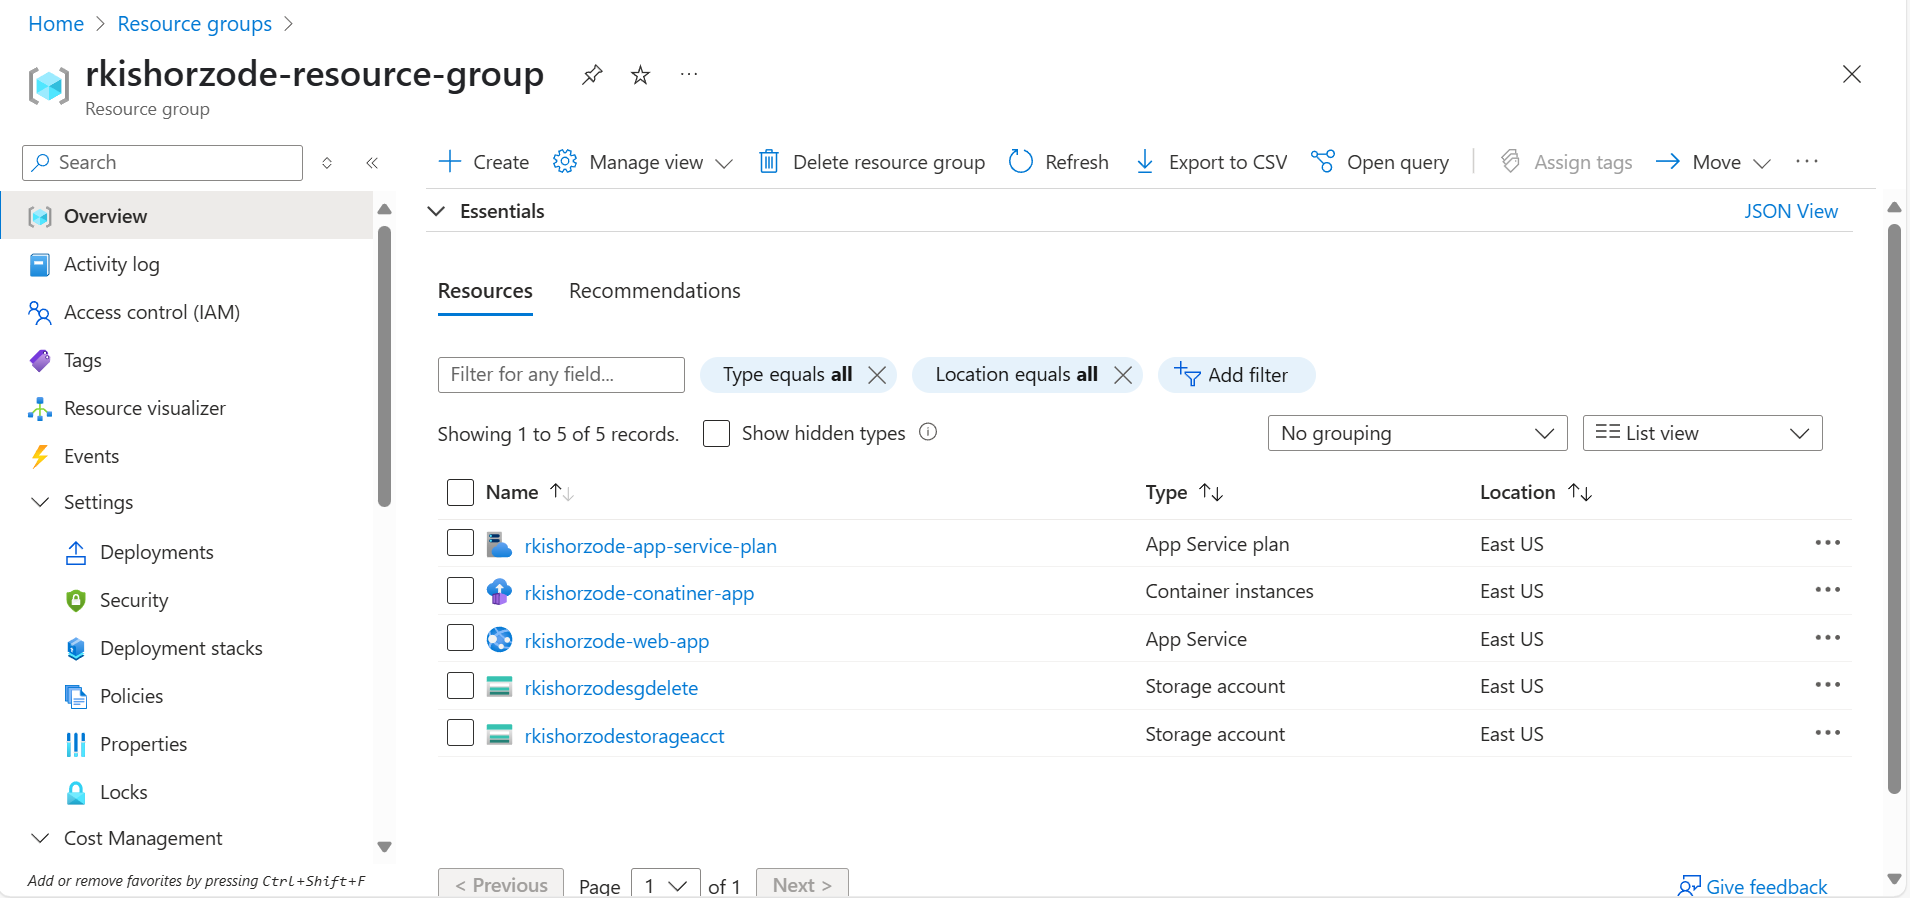 Home > Resource groups >
rkishorzode-resource-group ...
Resource group
Search
Create Manage view Delete resource group Refresh Export to CSV Open query Assign tags Move ...
Overview
Activity log
Access control (IAM)
Tags
Resource visualizer
Events
Settings
Deployments
Security
Deployment stacks
Policies
Properties
Locks
Cost Management
Add or remove favorites by pressing Ctrl+Shift+F
Essentials JSON View
Resources Recommendations
Filter for any field... Type equals all Location equals all Add filter
Showing 1 to 5 of 5 records. Show hidden types No grouping List view
Name Type Location
rkishorzode-app-service-plan App Service plan East US
rkishorzode-conatiner-app Container instances East US
rkishorzode-web-app App Service East US
rkishorzodesgdelete Storage account East US
rkishorzodestorageacct Storage account East US
< Previous Page 1 of 1 Next > Give feedback